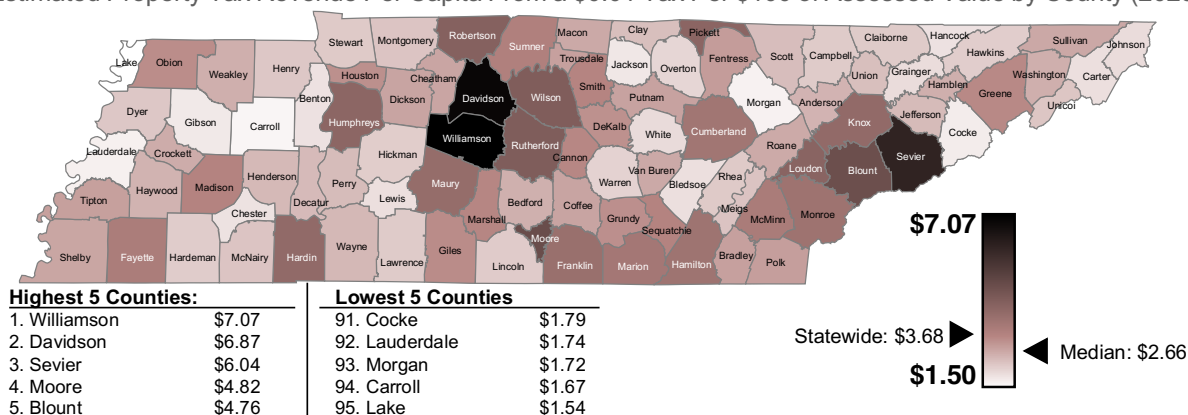 Property Tax Revenue Per Capita From a $0.01 Tax Per $100 of Assessed Value by County
Stewart
Montgomery
Robertson
Sumner
Macon
Clay
Pickett
Claiborne
Hancock
Sullivan
Johnson
Lake
Obion
Weakley
Henry
Houston
Cheatham
Trousdale
Jackson
Overton
Fentress
Scott
Campbell
Union
Grainger
Hawkins
Hamblen
Washington
Carter
Greene
Unicoi
Benton
Dickson
Davidson
Wilson
Smith
Putnam
Morgan
Anderson
Jefferson
Cocke
Dyer
Gibson
Carroll
Humphreys
Williamson
Rutherford
DeKalb
White
Cumberland
Roane
Knox
Sevier
Lauderdale
Crockett
Hickman
Cannon
Warren
Van Buren
Bledsoe
Rhea
Loudon
Blount
Tipton
Haywood
Madison
Henderson
Decatur
Perry
Lewis
Maury
Bedford
Coffee
Grundy
Sequatchie
Meigs
McMinn
Monroe
Chester
Marshall
Moore
Shelby
Fayette
Hardeman
McNairy
Hardin
Wayne
Lawrence
Giles
Lincoln
Franklin
Marion
Hamilton
Bradley
Polk
$7.07
Statewide: $3.68
Median: $2.66
$1.50
Highest 5 Counties:
1. Williamson $7.07
2. Davidson $6.87
3. Sevier $6.04
4. Moore $4.82
5. Blount $4.76
Lowest 5 Counties
91. Cocke $1.79
92. Lauderdale $1.74
93. Morgan $1.72
94. Carroll $1.67
95. Lake $1.54